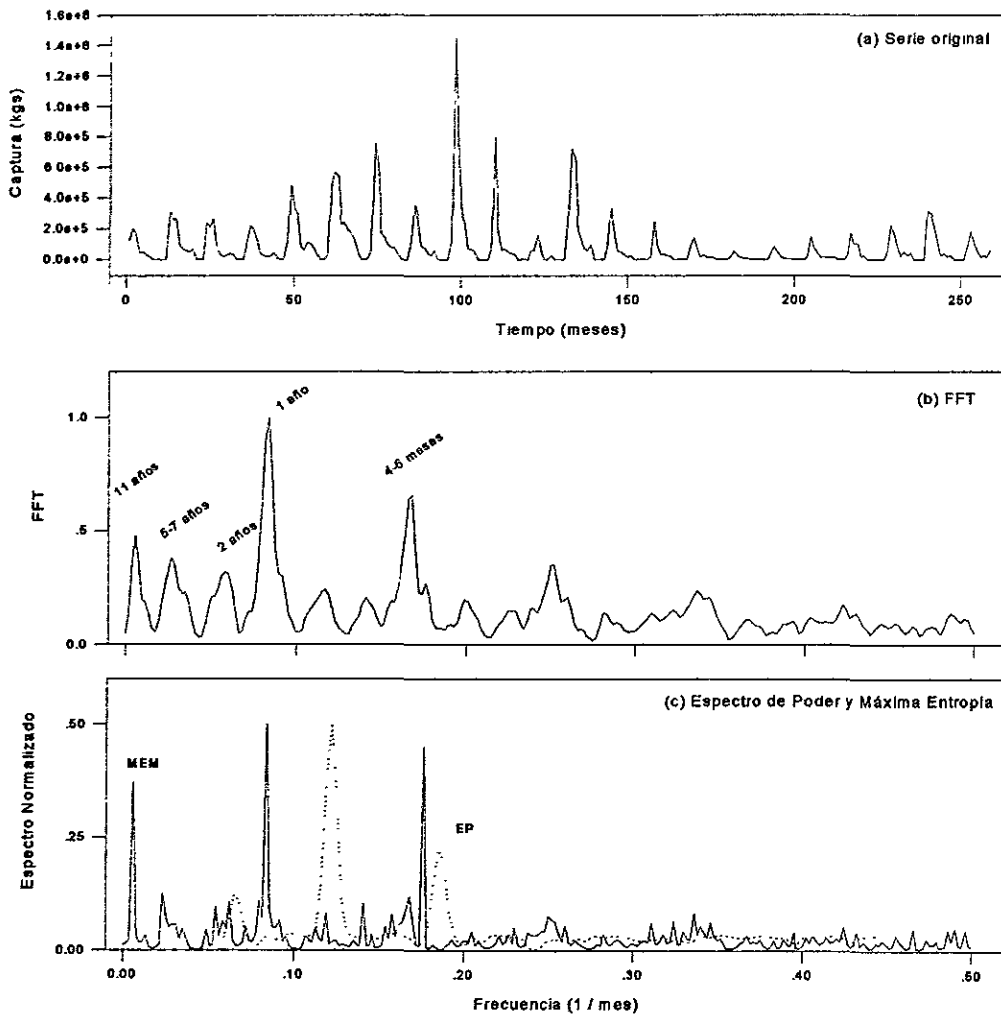 (a) Serie original
Captura (kgs)
1.6e+6
1.4e+6
1.2e+6
1.0e+6
8.0e+5
6.0e+5
4.0e+5
2.0e+5
0.0e+0
0
50
100
150
200
250
Tiempo (meses)
(b) FFT
FFT
1.0
.5
0.0
11 años
5-7 años
2 años
1 año
4-6 meses
(c) Espectro de Poder y Máxima Entropía
Espectro Normalizado
.50
.25
0.00
MEM
EP
0.00
.10
.20
.30
.40
.50
Frecuencia (1 / mes)